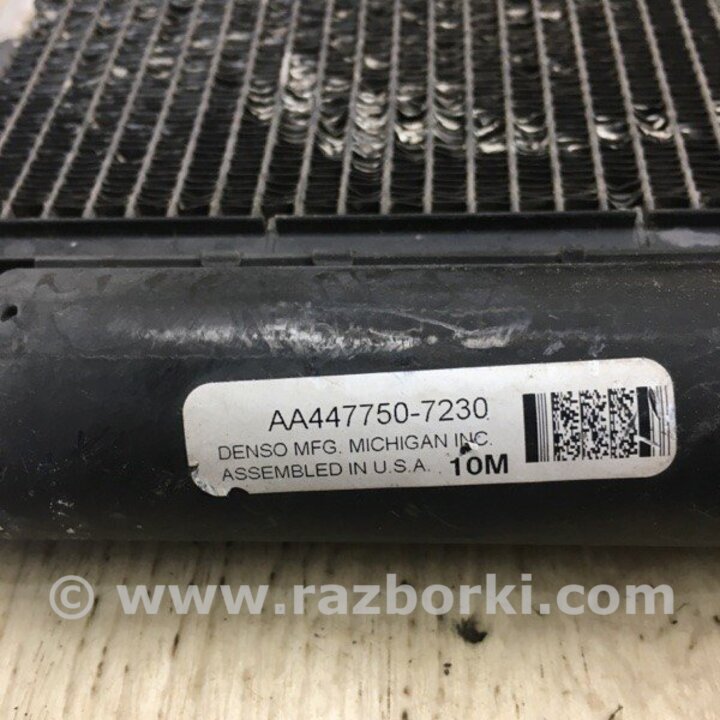 AA447750-7230
DENSO MFG. MICHIGAN INC.
ASSEMBLED IN U.S.A. 10M
© www.razborki.com